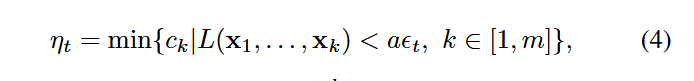 η_t = min{c_k|L(x_1, . . . , x_k) < aϵ_t, k ∈ [1, m]}, (4)